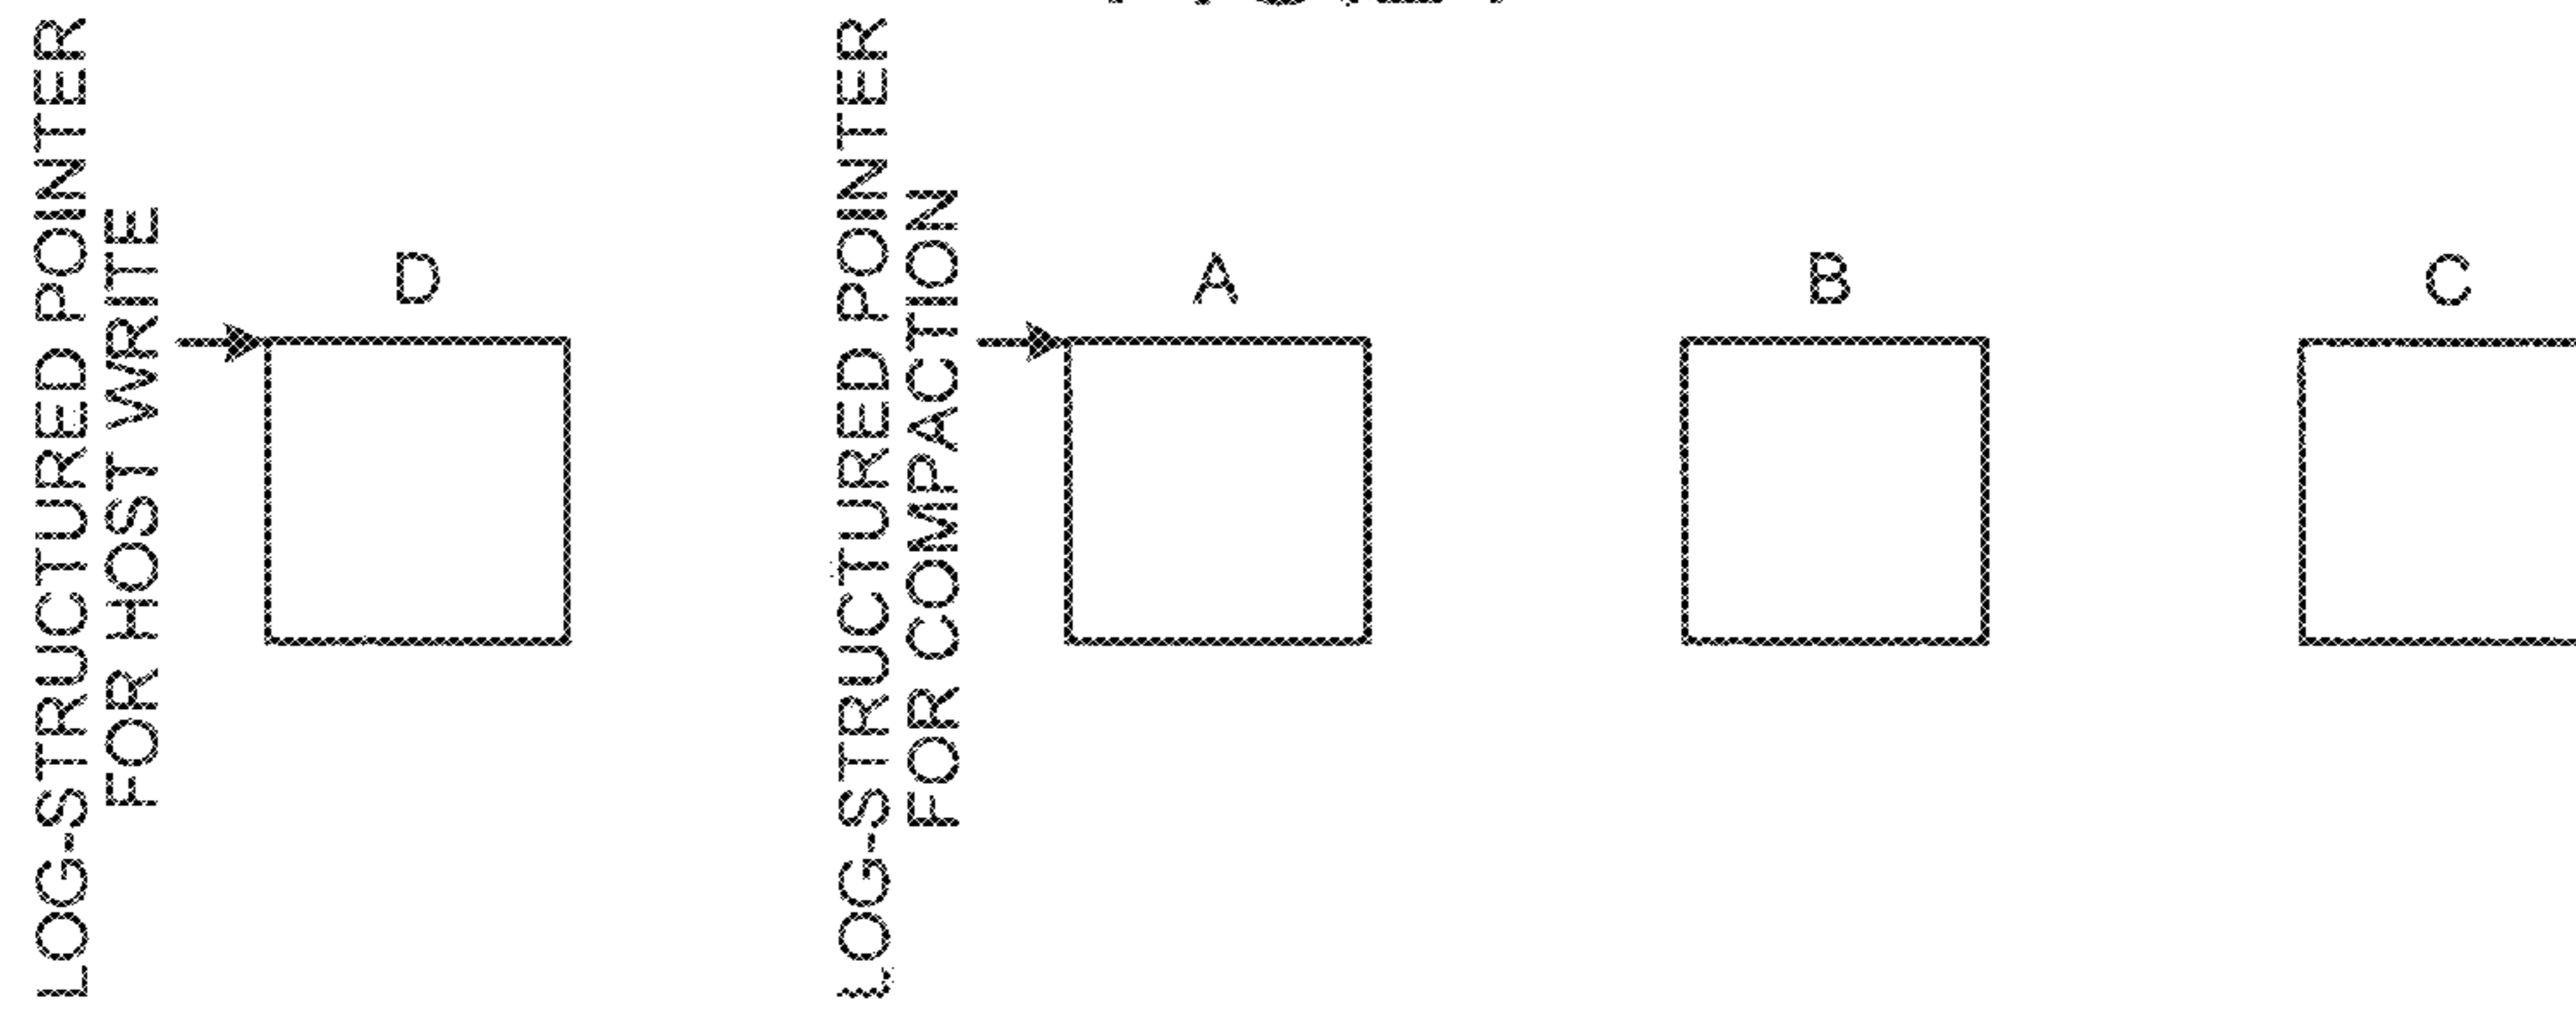 LOG-STRUCTURED POINTER
FOR HOST WRITE
D
LOG-STRUCTURED POINTER
FOR COMPACTION
A
B
C